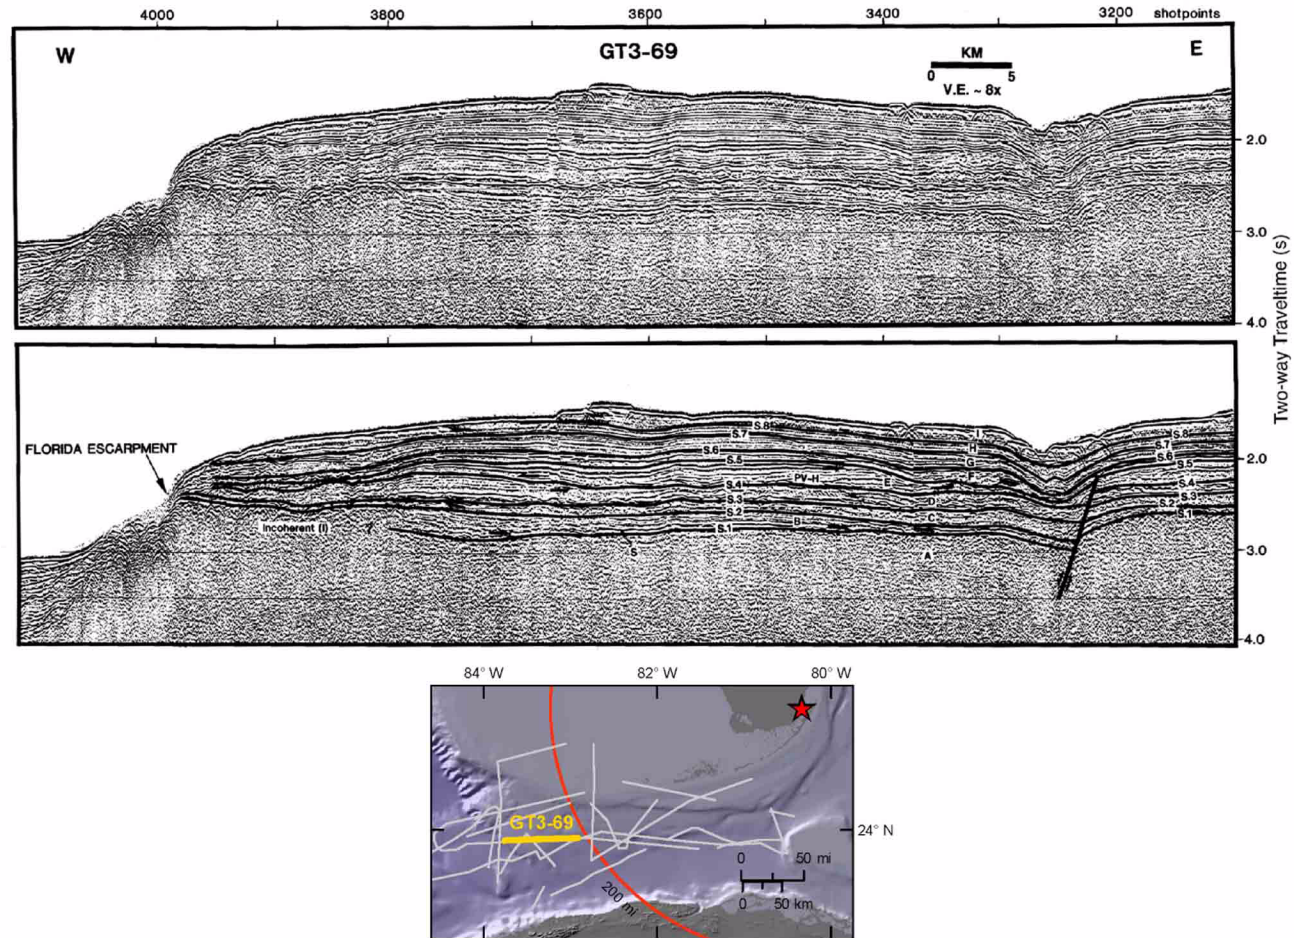 4000 3800 3600 3400 3200 shotpoints
W GT3-69 E
KM
0 5
V.E. ~ 8x
2.0
3.0
4.0
Two-way Traveltime (s)
FLORIDA ESCARPMENT
Incoherent (I) ?
S.8
S.7
S.6
S.5
S.4
S.3
S.2
S.1
PV-H
S
B
E
D
C
A
I
H
G
F
S.8
S.7
S.6
S.5
S.4
S.3
S.2
S.1
2.0
3.0
4.0
84° W 82° W 80° W
GT3-69
24° N
200 mi
0 50 mi
0 50 km